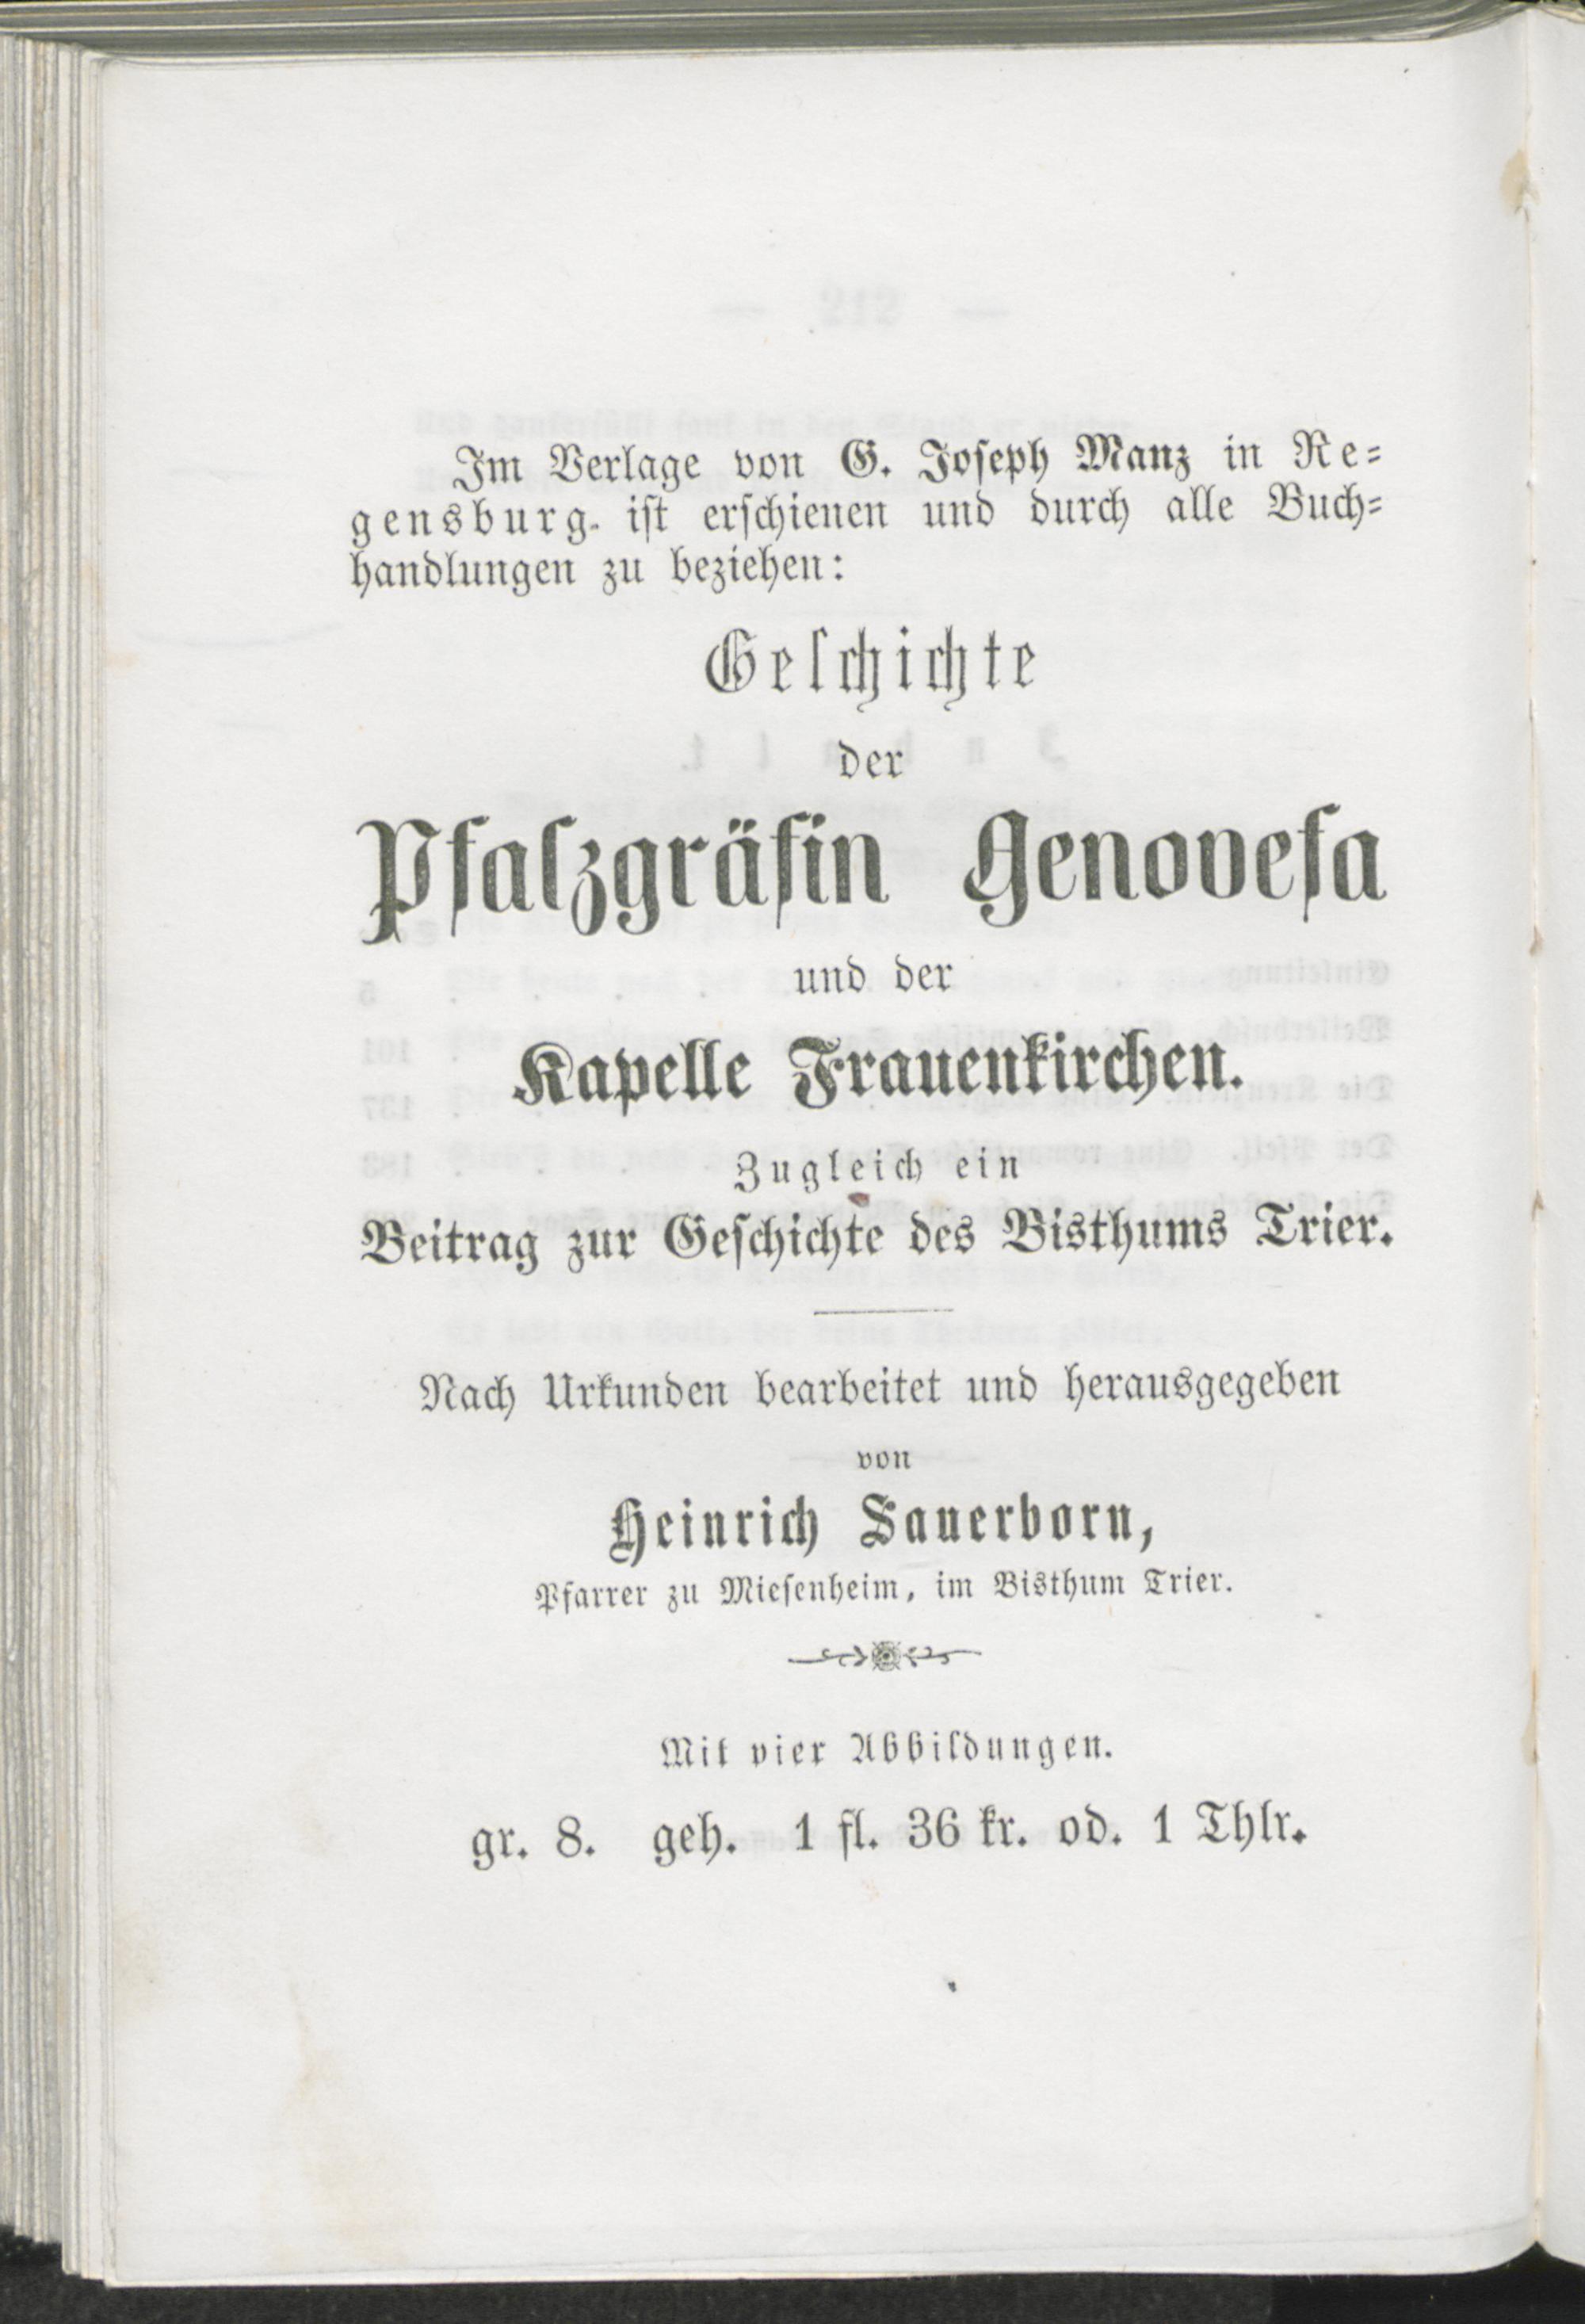 Im Verlage von G. Joseph Manz in Re-
gensburg. ist erschienen und durch alle Buch-
handlungen zu beziehen:
Geschichte
der
Pfalzgräfin Genovefa
und der
Kapelle Frauenkirchen.
Zugleich ein
Beitrag zur Geschichte des Bisthums Trier.
Nach Urkunden bearbeitet und herausgegeben
von
Heinrich Sauerborn,
Pfarrer zu Miesenheim, im Bisthum Trier.
Mit vier Abbildungen.
gr. 8. geh. 1 fl. 36 kr. od. 1 Thlr.